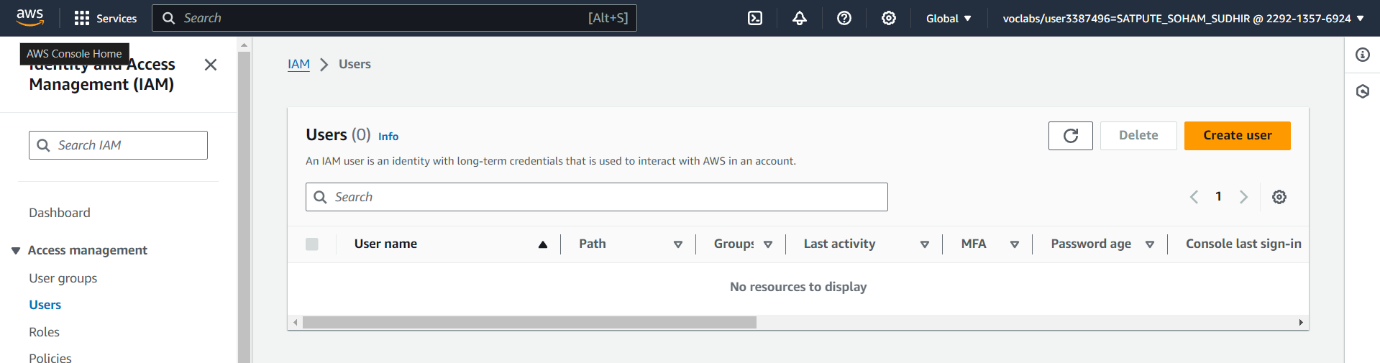 aws
Services
Search
[Alt+S]
Global
voclabs/user3387496=SATPUTE_SOHAM_SUDHIR @ 2292-1357-6924
AWS Console Home
Identity and Access
Management (IAM)
Search IAM
Dashboard
Access management
User groups
Users
Roles
Policies
IAM > Users
Users (0) Info
Delete
Create user
An IAM user is an identity with long-term credentials that is used to interact with AWS in an account.
Search
1
User name
Path
Groups
Last activity
MFA
Password age
Console last sign-in
No resources to display